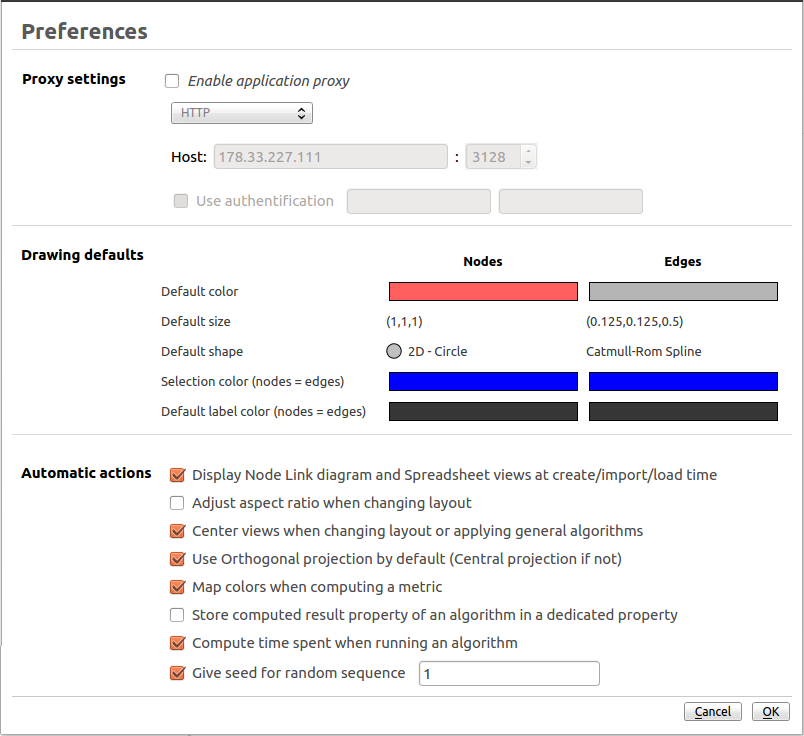 Preferences
Proxy settings Enable application proxy
HTTP
Host: 178.33.227.111 : 3128
Use authentification
Drawing defaults
Nodes Edges
Default color
Default size (1,1,1) (0.125,0.125,0.5)
Default shape 2D - Circle Catmull-Rom Spline
Selection color (nodes = edges)
Default label color (nodes = edges)
Automatic actions Display Node Link diagram and Spreadsheet views at create/import/load time
Adjust aspect ratio when changing layout
Center views when changing layout or applying general algorithms
Use Orthogonal projection by default (Central projection if not)
Map colors when computing a metric
Store computed result property of an algorithm in a dedicated property
Compute time spent when running an algorithm
Give seed for random sequence 1
Cancel OK